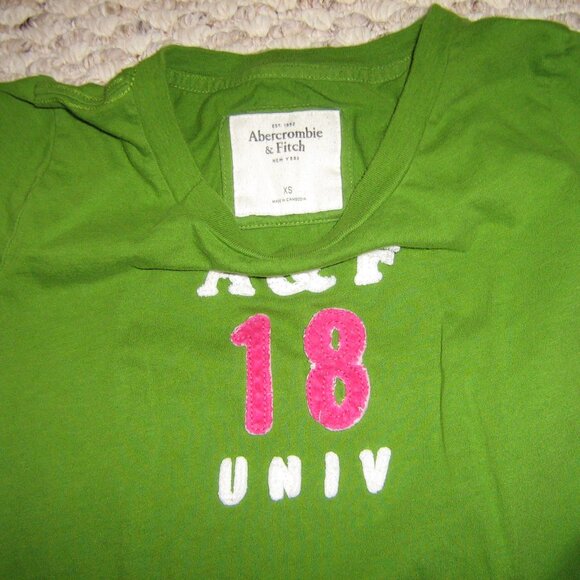 EST. 1892
Abercrombie
& Fitch
NEW YORK
XS
MADE IN CAMBODIA
A & F
18
UNIV